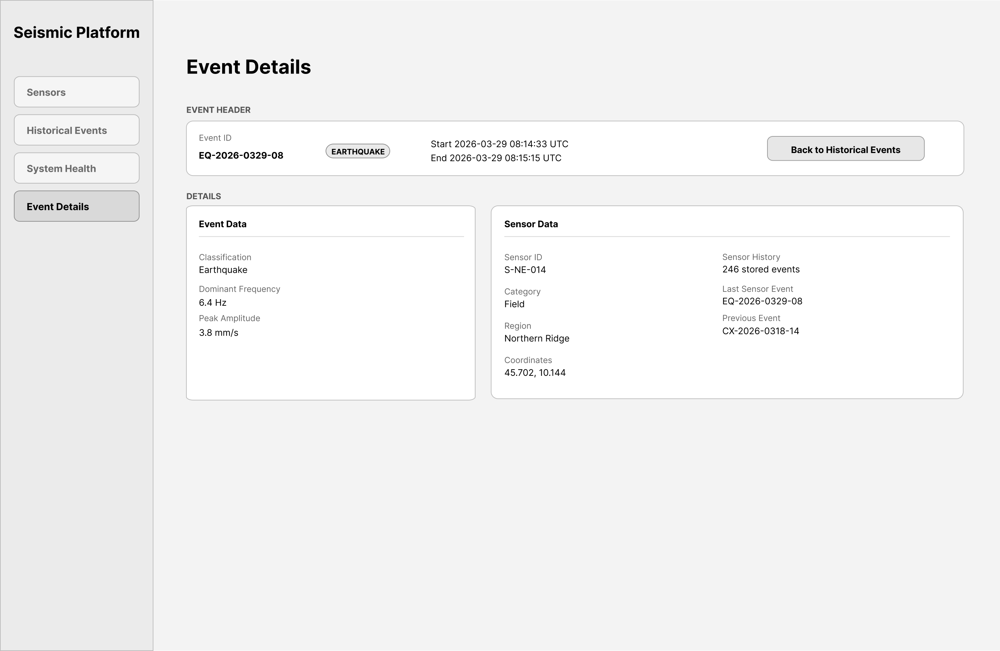 Seismic Platform
Sensors
Historical Events
System Health
Event Details
Event Details
EVENT HEADER
Event ID
EQ-2026-0329-08
EARTHQUAKE
Start 2026-03-29 08:14:33 UTC
End 2026-03-29 08:15:15 UTC
Back to Historical Events
DETAILS
Event Data
Classification
Earthquake
Dominant Frequency
6.4 Hz
Peak Amplitude
3.8 mm/s
Sensor Data
Sensor ID
S-NE-014
Category
Field
Region
Northern Ridge
Coordinates
45.702, 10.144
Sensor History
246 stored events
Last Sensor Event
EQ-2026-0329-08
Previous Event
CX-2026-0318-14